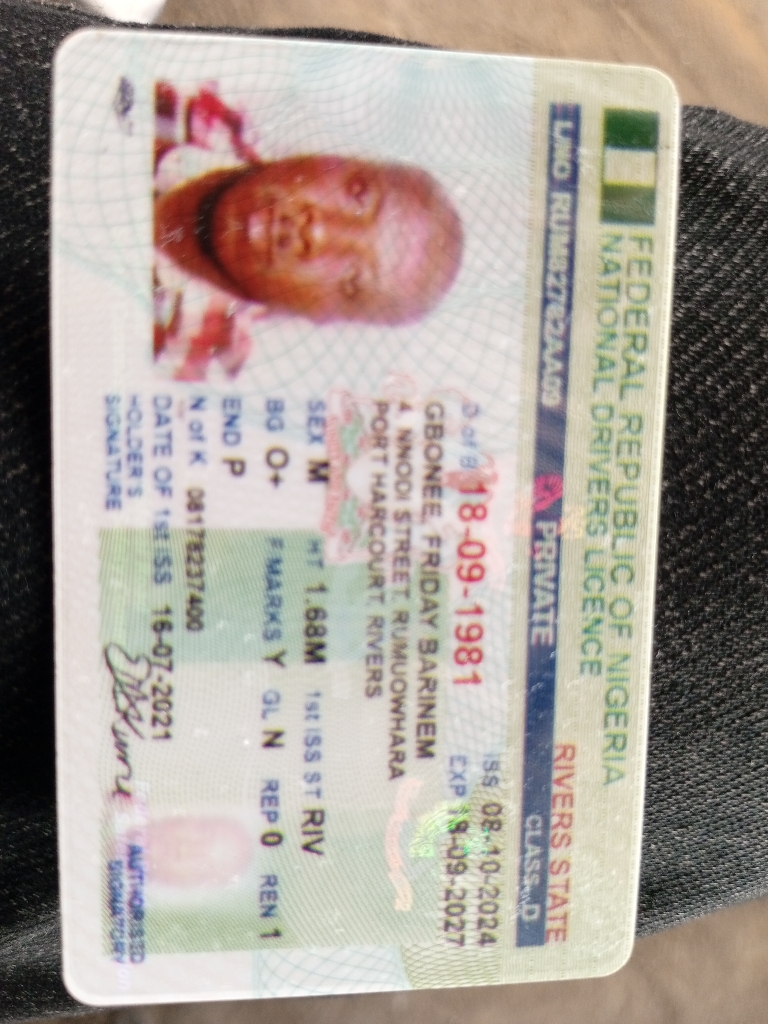 FEDERAL REPUBLIC OF NIGERIA
NATIONAL DRIVERS LICENCE
RIVERS STATE
L/NO
PRIVATE
CLASS D
ISS 08-10-2024
D of B 18-09-1981
EXP 18-09-2027
GBONEE, FRIDAY BARINEM
4, NNODI STREET, RUMUOWHARA
PORT HARCOURT, RIVERS
SEX M HT 1.68M 1st ISS ST RIV
BG O+ F.MARKS Y GL N REP 0 REN 1
END P
N of K 08178237400
DATE OF 1st ISS 16-07-2021
HOLDER'S
SIGNATURE
AUTHORISED
SIGNATORY